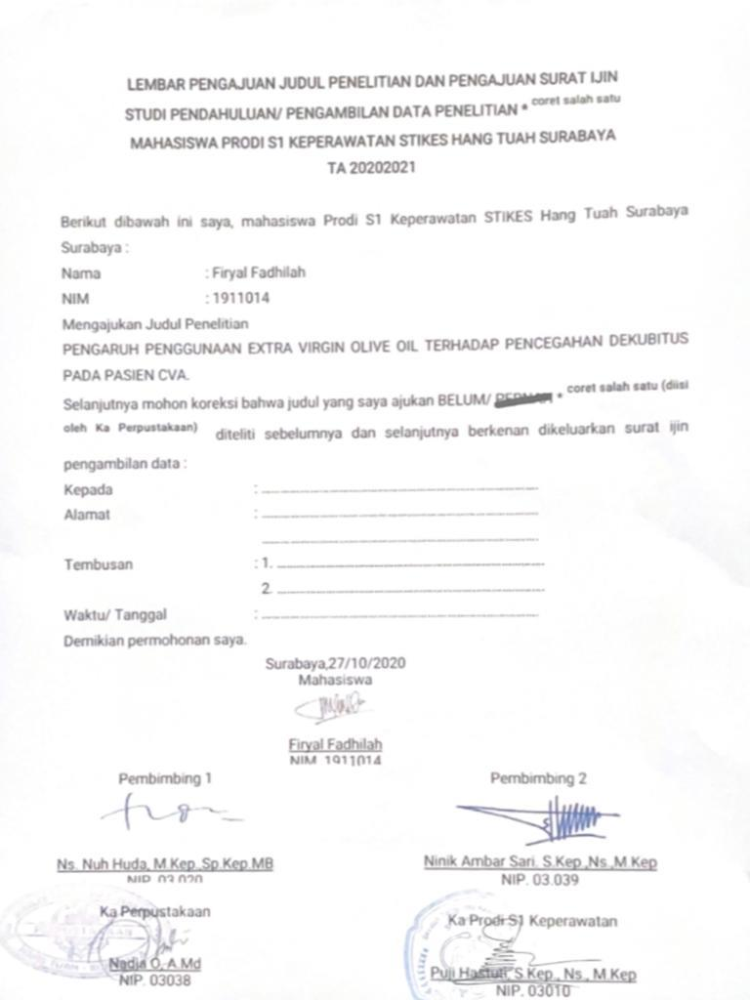 LEMBAR PENGAJUAN JUDUL PENELITIAN DAN PENGAJUAN SURAT IJIN
STUDI PENDAHULUAN/ PENGAMBILAN DATA PENELITIAN * coret salah satu
MAHASISWA PRODI S1 KEPERAWATAN STIKES HANG TUAH SURABAYA
TA 20202021
Berikut dibawah ini saya, mahasiswa Prodi S1 Keperawatan STIKES Hang Tuah Surabaya
Surabaya :
Nama : Firyal Fadhilah
NIM : 1911014
Mengajukan Judul Penelitian
PENGARUH PENGGUNAAN EXTRA VIRGIN OLIVE OIL TERHADAP PENCEGAHAN DEKUBITUS
PADA PASIEN CVA.
Selanjutnya mohon koreksi bahwa judul yang saya ajukan BELUM/ * coret salah satu (diisi
oleh Ka Perpustakaan) diteliti sebelumnya dan selanjutnya berkenan dikeluarkan surat ijin
pengambilan data :
Kepada :
Alamat :
Tembusan : 1.
2.
Waktu/ Tanggal :
Demikian permohonan saya.
Surabaya,27/10/2020
Mahasiswa
Firyal Fadhilah
NIM. 1911014
Pembimbing 1 Pembimbing 2
Ns. Nuh Huda, M.Kep.,Sp.Kep.MB Ninik Ambar Sari. S.Kep.,Ns.,M.Kep
NIP. 03.020 NIP. 03.039
Ka Perpustakaan Ka Prodi S1 Keperawatan
Nadia O, A.Md Puji Hastuti, S.Kep., Ns., M.Kep
NIP. 03038 NIP. 03010